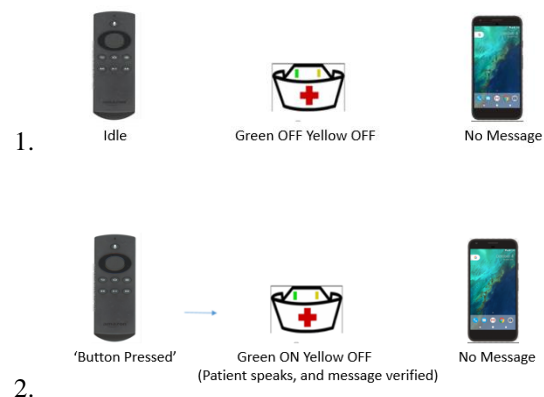 1.
Idle
Green OFF Yellow OFF
No Message
2.
'Button Pressed'
Green ON Yellow OFF
(Patient speaks, and message verified)
No Message